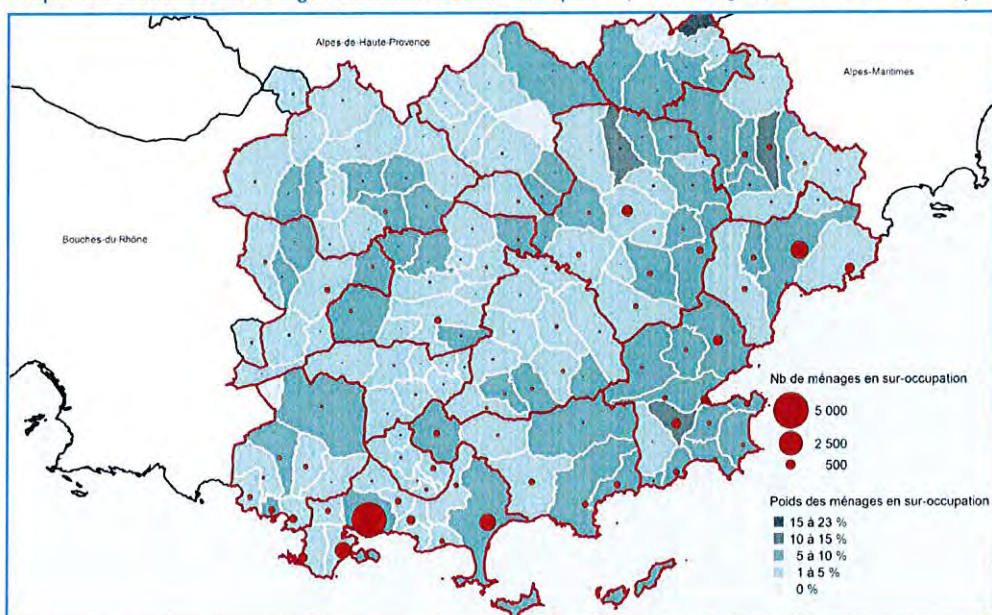 Alpes-de-Haute-Provence
Alpes-Maritimes
Bouches-du-Rhône
Nb de ménages en sur-occupation
5 000
2 500
500
Poids des ménages en sur-occupation
15 à 23 %
10 à 15 %
5 à 10 %
1 à 5 %
0 %